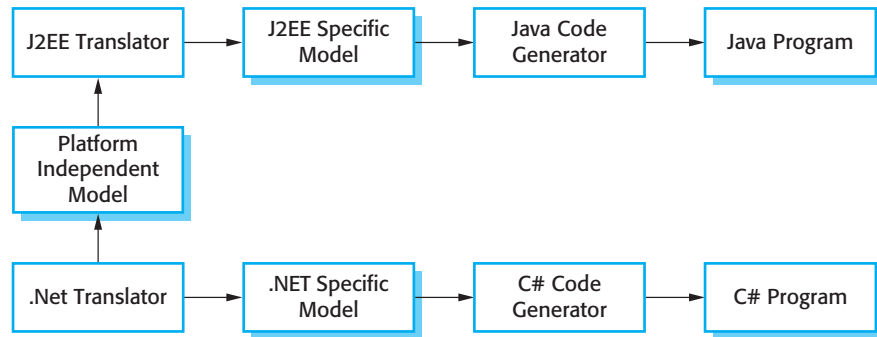 J2EE Translator
J2EE Specific
Model
Java Code
Generator
Java Program
Platform
Independent
Model
.Net Translator
.NET Specific
Model
C# Code
Generator
C# Program